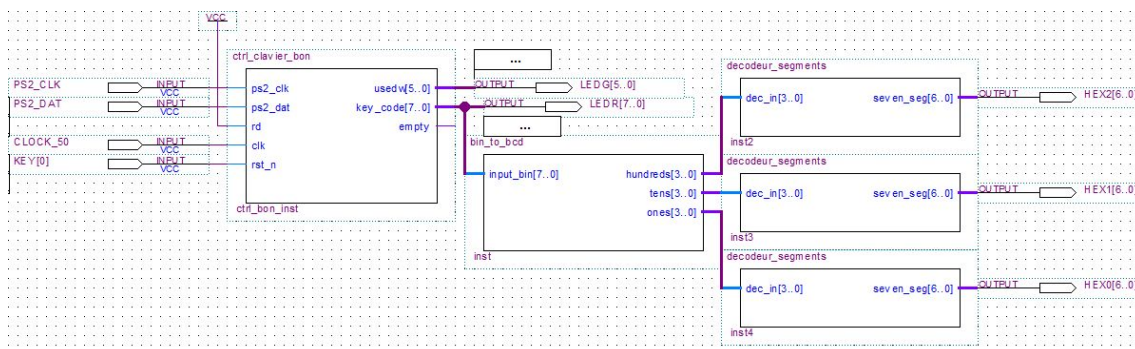 VCC
ctrl_clavier_bon
PS2_CLK INPUT VCC
PS2_DAT INPUT VCC
CLOCK_50 INPUT VCC
KEY[0] INPUT VCC
ps2_clk usedw[5..0]
ps2_dat key_code[7..0]
rd empty
clk
rst_n
ctrl_bon_inst
...
OUTPUT LEDG[5..0]
OUTPUT LEDR[7..0]
...
bin_to_bcd
input_bin[7..0] hundreds[3..0]
tens[3..0]
ones[3..0]
inst
decodeur_segments
dec_in[3..0] seven_seg[6..0] OUTPUT HEX2[6..0]
inst2
decodeur_segments
dec_in[3..0] seven_seg[6..0] OUTPUT HEX1[6..0]
inst3
decodeur_segments
dec_in[3..0] seven_seg[6..0] OUTPUT HEX0[6..0]
inst4